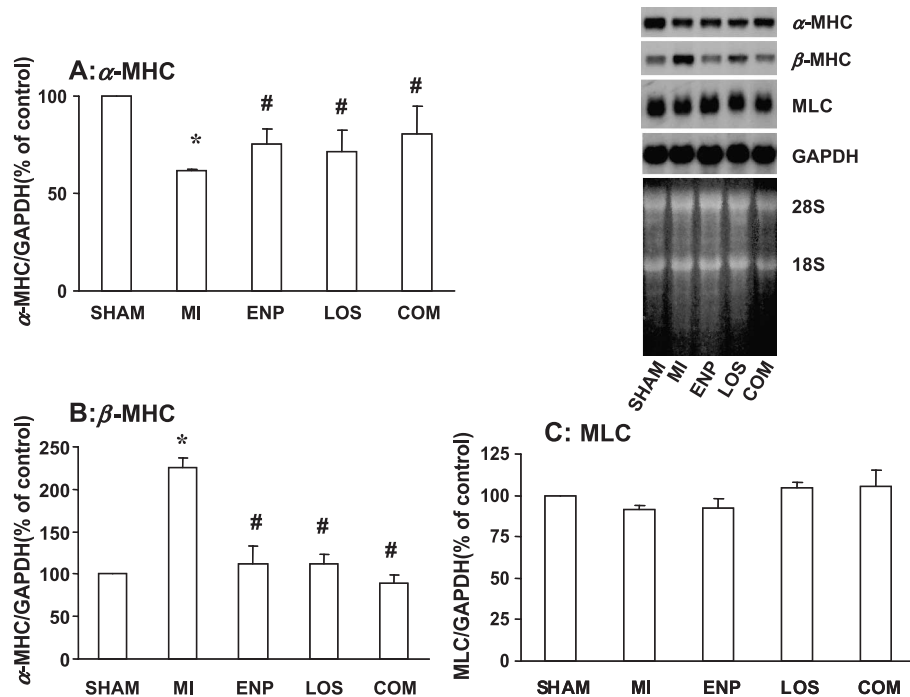 A: α-MHC
α-MHC/GAPDH(% of control)
100
50
0
#
#
#
*
SHAM MI ENP LOS COM
α-MHC
β-MHC
MLC
GAPDH
28S
18S
SHAM MI ENP LOS COM
B: β-MHC
α-MHC/GAPDH(% of control)
250
200
150
100
50
0
*
#
#
#
SHAM MI ENP LOS COM
C: MLC
MLC/GAPDH(% of control)
125
100
75
50
25
0
SHAM MI ENP LOS COM